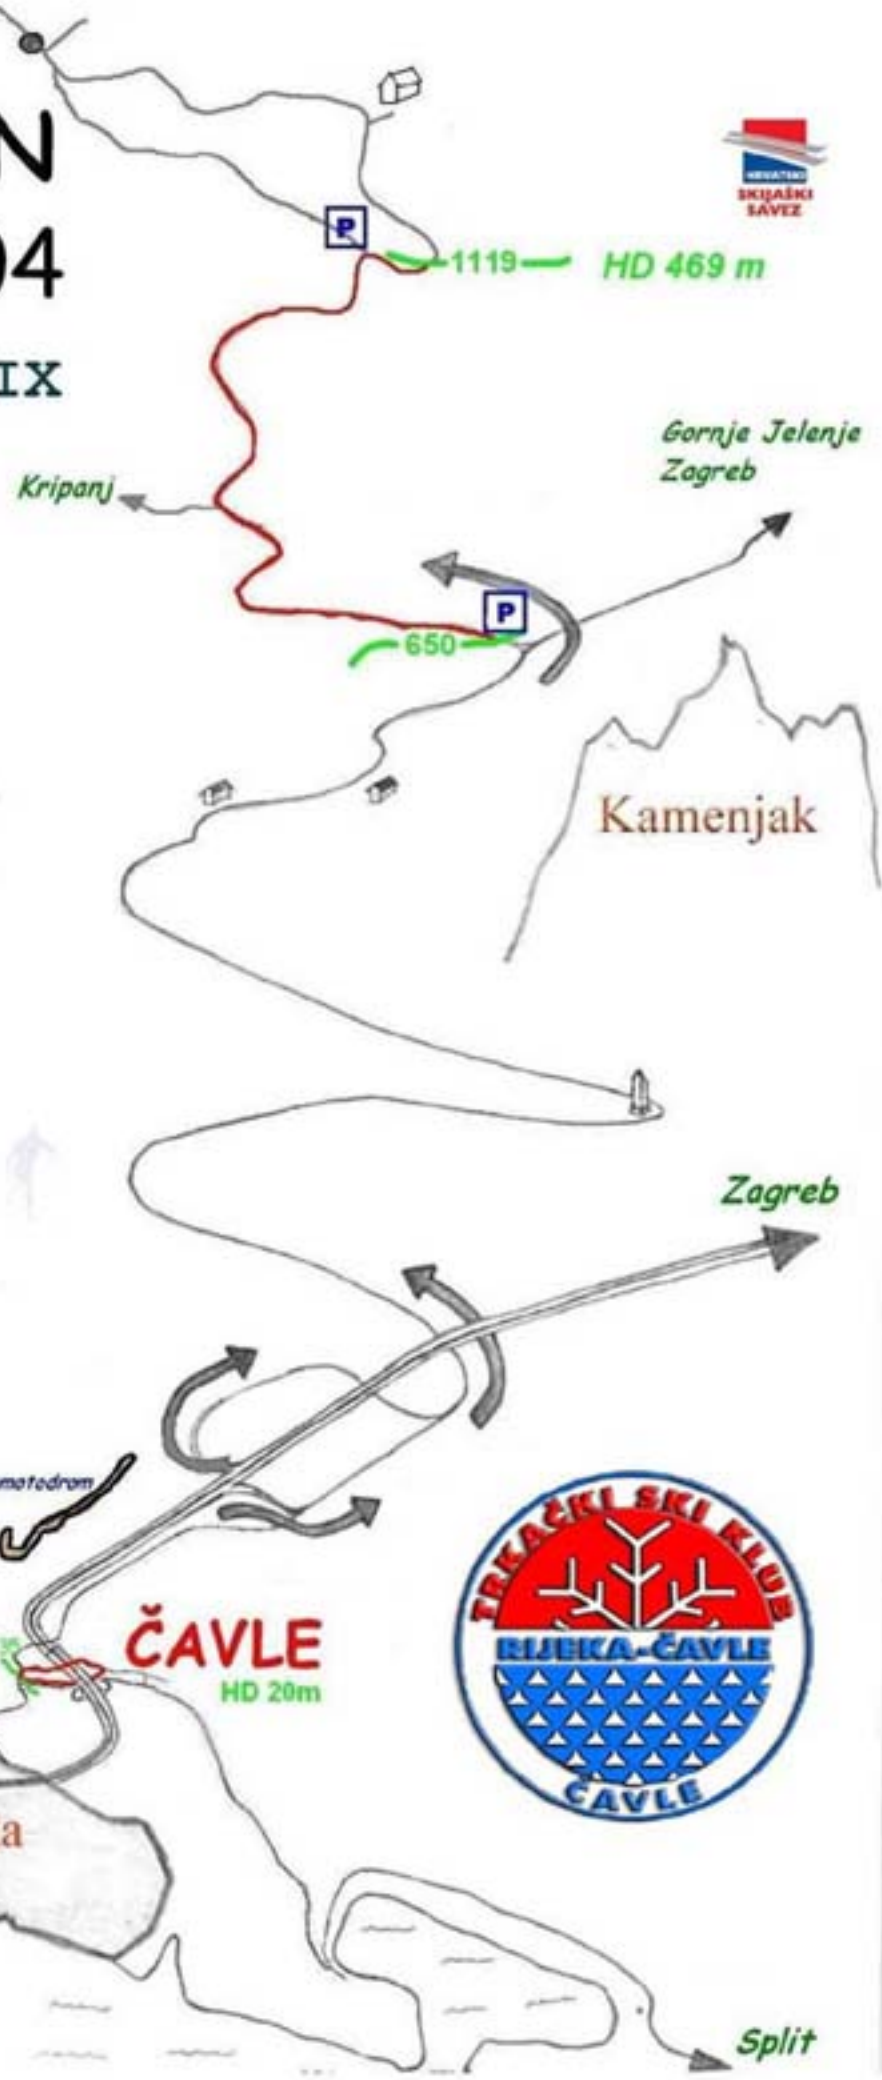 N
HRVATSKI
SKIJAŠKI
SAVEZ
P
04
1119
HD 469 m
IX
Gornje Jelenje
Zagreb
Kripanj
P
650
Kamenjak
Zagreb
motodrom
TRKAČKI SKI KLUB
RIJEKA-ČAVLE
ČAVLE
ČAVLE
HD 20m
a
Split